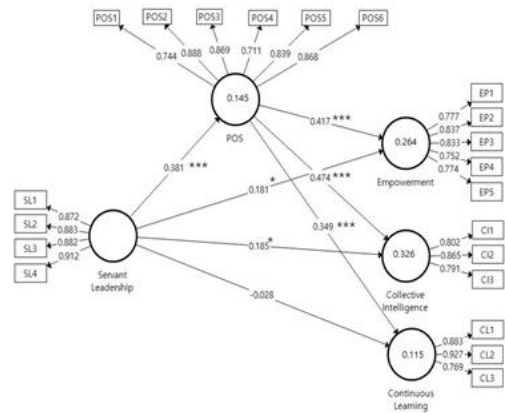 POS1 POS2 POS3 POS4 POS5 POS6
0.744 0.888 0.869 0.711 0.839 0.868
0.145
POS
0.417 ***
EP1
EP2
EP3
EP4
EP5
0.777
0.837
0.833
0.752
0.774
0.264
Empowerment
0.381 ***
0.181 *
0.474 ***
0.349 ***
SL1
SL2
SL3
SL4
0.872
0.883
0.882
0.912
Servant
Leadership
0.185 *
-0.028
CI1
CI2
CI3
0.802
0.865
0.791
0.326
Collective
Intelligence
CL1
CL2
CL3
0.883
0.927
0.769
0.115
Continuous
Learning